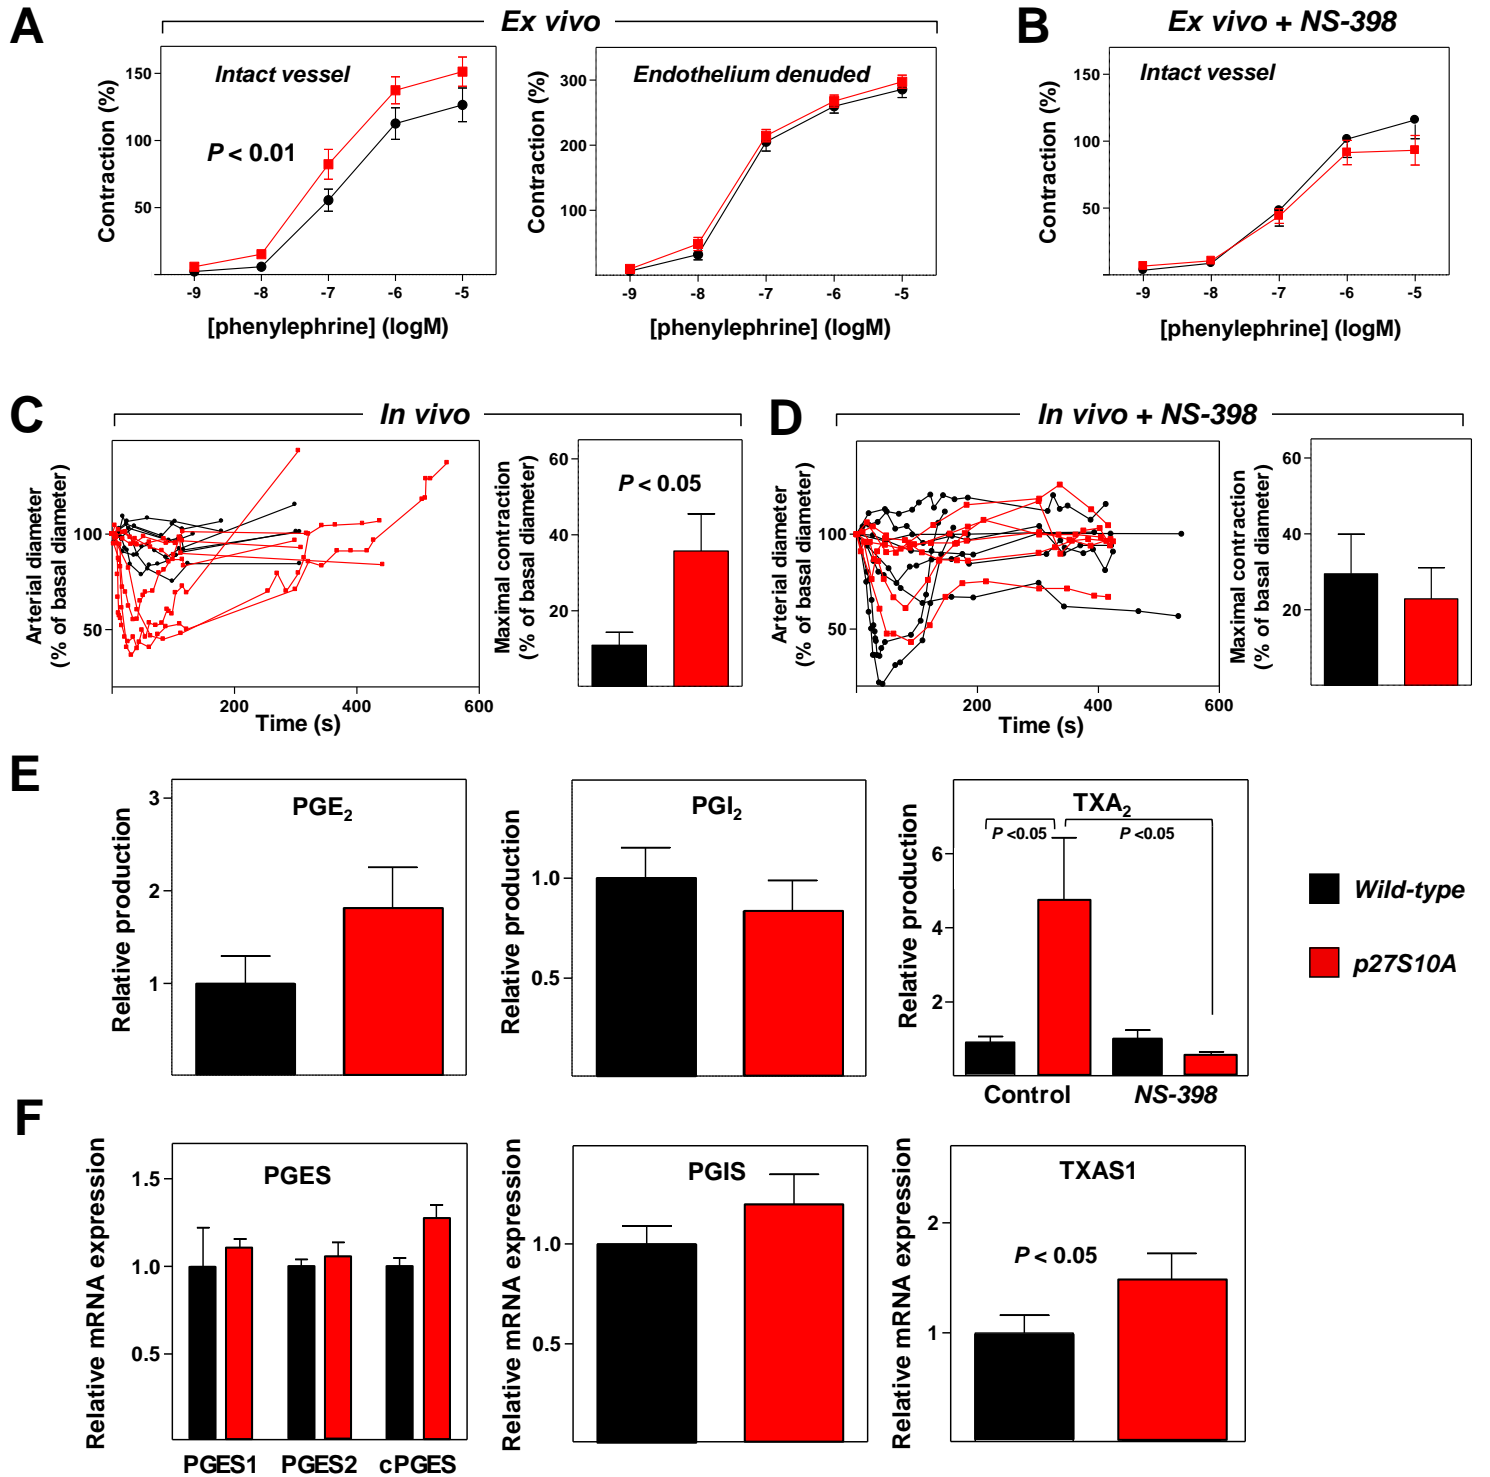 A
Ex vivo
B
Ex vivo + NS-398
Contraction (%)
150
100
50
Intact vessel
P < 0.01
-9 -8 -7 -6 -5
[phenylephrine] (logM)
Contraction (%)
300
200
100
Endothelium denuded
-9 -8 -7 -6 -5
[phenylephrine] (logM)
Contraction (%)
150
100
50
Intact vessel
-9 -8 -7 -6 -5
[phenylephrine] (logM)
C
In vivo
D
In vivo + NS-398
Arterial diameter
(% of basal diameter)
100
50
200 400 600
Time (s)
Maximal contraction
(% of basal diameter)
60
40
20
P < 0.05
Arterial diameter
(% of basal diameter)
100
50
200 400 600
Time (s)
Maximal contraction
(% of basal diameter)
60
40
20
E
Relative production
3
2
1
PGE2
Relative production
1.0
0.5
PGI2
Relative production
6
4
2
TXA2
P <0.05
P <0.05
Control NS-398
Wild-type
p27S10A
F
Relative mRNA expression
1.5
1.0
0.5
PGES
PGES1 PGES2 cPGES
Relative mRNA expression
1.0
0.5
PGIS
Relative mRNA expression
2
1
TXAS1
P < 0.05